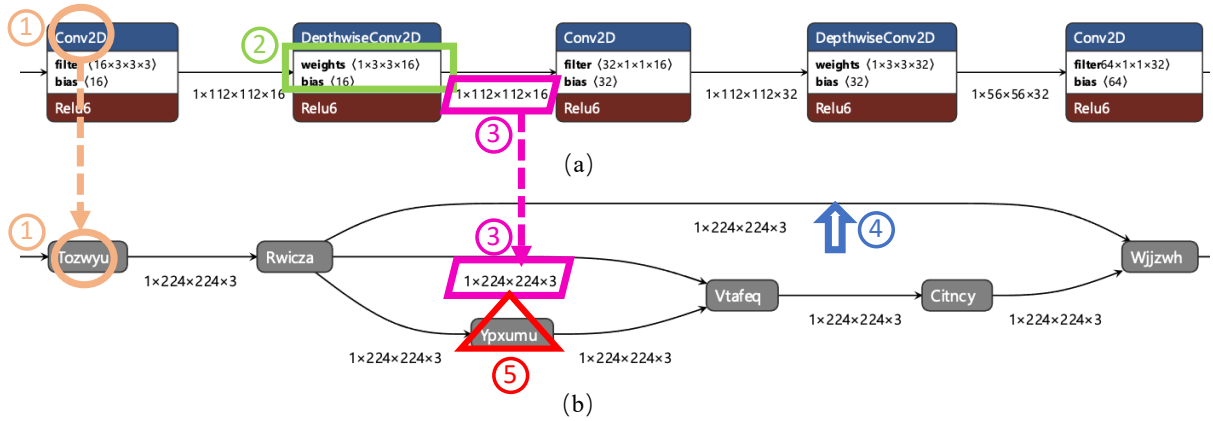 ①
Conv2D
filter ⟨16×3×3×3⟩
bias ⟨16⟩
Relu6
1×112×112×16
②
DepthwiseConv2D
weights ⟨1×3×3×16⟩
bias ⟨16⟩
Relu6
1×112×112×16
③
Conv2D
filter ⟨32×1×1×16⟩
bias ⟨32⟩
Relu6
1×112×112×32
DepthwiseConv2D
weights ⟨1×3×3×32⟩
bias ⟨32⟩
Relu6
1×56×56×32
Conv2D
filter64×1×1×32⟩
bias ⟨64⟩
Relu6
(a)
①
Tozwyu
1×224×224×3
Rwicza
1×224×224×3
④
③
1×224×224×3
1×224×224×3
Ypxumu
⑤
1×224×224×3
Vtafeq
1×224×224×3
Citncy
1×224×224×3
Wjjzwh
(b)